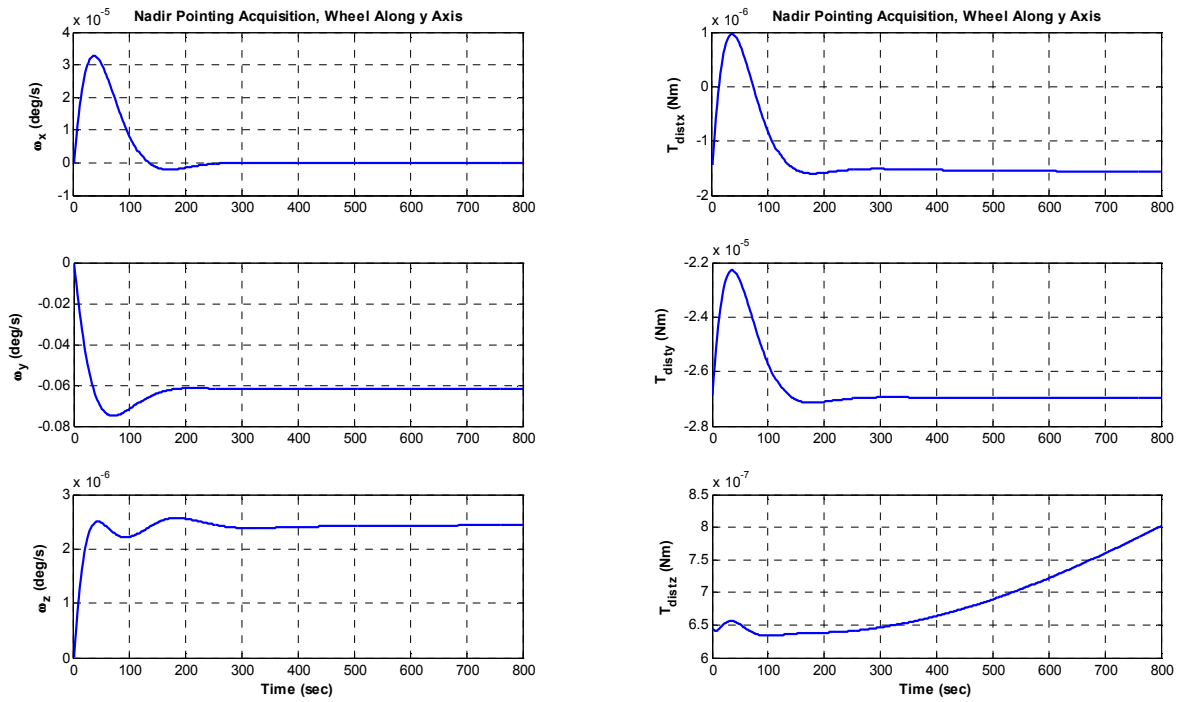 Nadir Pointing Acquisition, Wheel Along y Axis
x 10^-5
4
3
2
1
0
-1
ω_x (deg/s)
0 100 200 300 400 500 600 700 800
0
-0.02
-0.04
-0.06
-0.08
ω_y (deg/s)
0 100 200 300 400 500 600 700 800
x 10^-6
3
2
1
0
ω_z (deg/s)
0 100 200 300 400 500 600 700 800
Time (sec)
Nadir Pointing Acquisition, Wheel Along y Axis
x 10^-6
1
0
-1
-2
T_distx (Nm)
0 100 200 300 400 500 600 700 800
x 10^-5
-2.2
-2.4
-2.6
-2.8
T_disty (Nm)
0 100 200 300 400 500 600 700 800
x 10^-7
8.5
8
7.5
7
6.5
6
T_distz (Nm)
0 100 200 300 400 500 600 700 800
Time (sec)